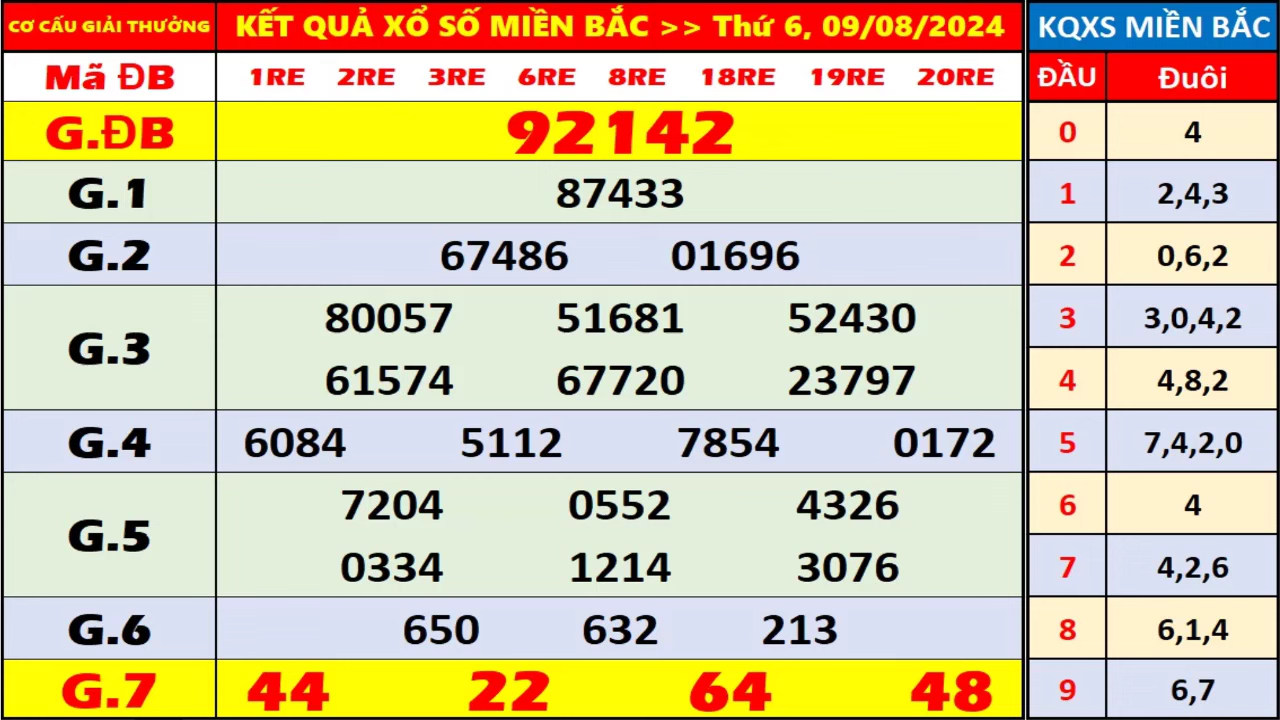 CƠ CẤU GIẢI THƯỞNG KẾT QUẢ XỔ SỐ MIỀN BẮC >> Thứ 6, 09/08/2024
Mã ĐB 1RE 2RE 3RE 6RE 8RE 18RE 19RE 20RE
G.ĐB 92142
G.1 87433
G.2 67486 01696
G.3
80057 51681 52430
61574 67720 23797
G.4 6084 5112 7854 0172
G.5
7204 0552 4326
0334 1214 3076
G.6 650 632 213
G.7 44 22 64 48
KQXS MIỀN BẮC
ĐẦU Đuôi
0 4
1 2,4,3
2 0,6,2
3 3,0,4,2
4 4,8,2
5 7,4,2,0
6 4
7 4,2,6
8 6,1,4
9 6,7